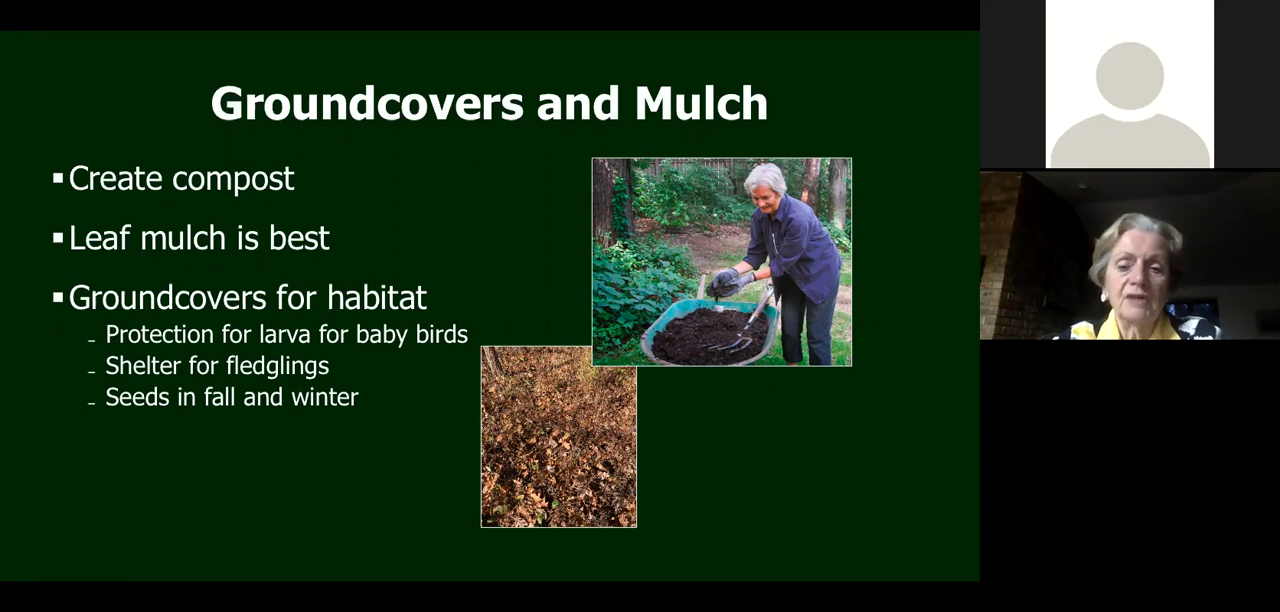 Groundcovers and Mulch
▪Create compost
▪Leaf mulch is best
▪Groundcovers for habitat
– Protection for larva for baby birds
– Shelter for fledglings
– Seeds in fall and winter